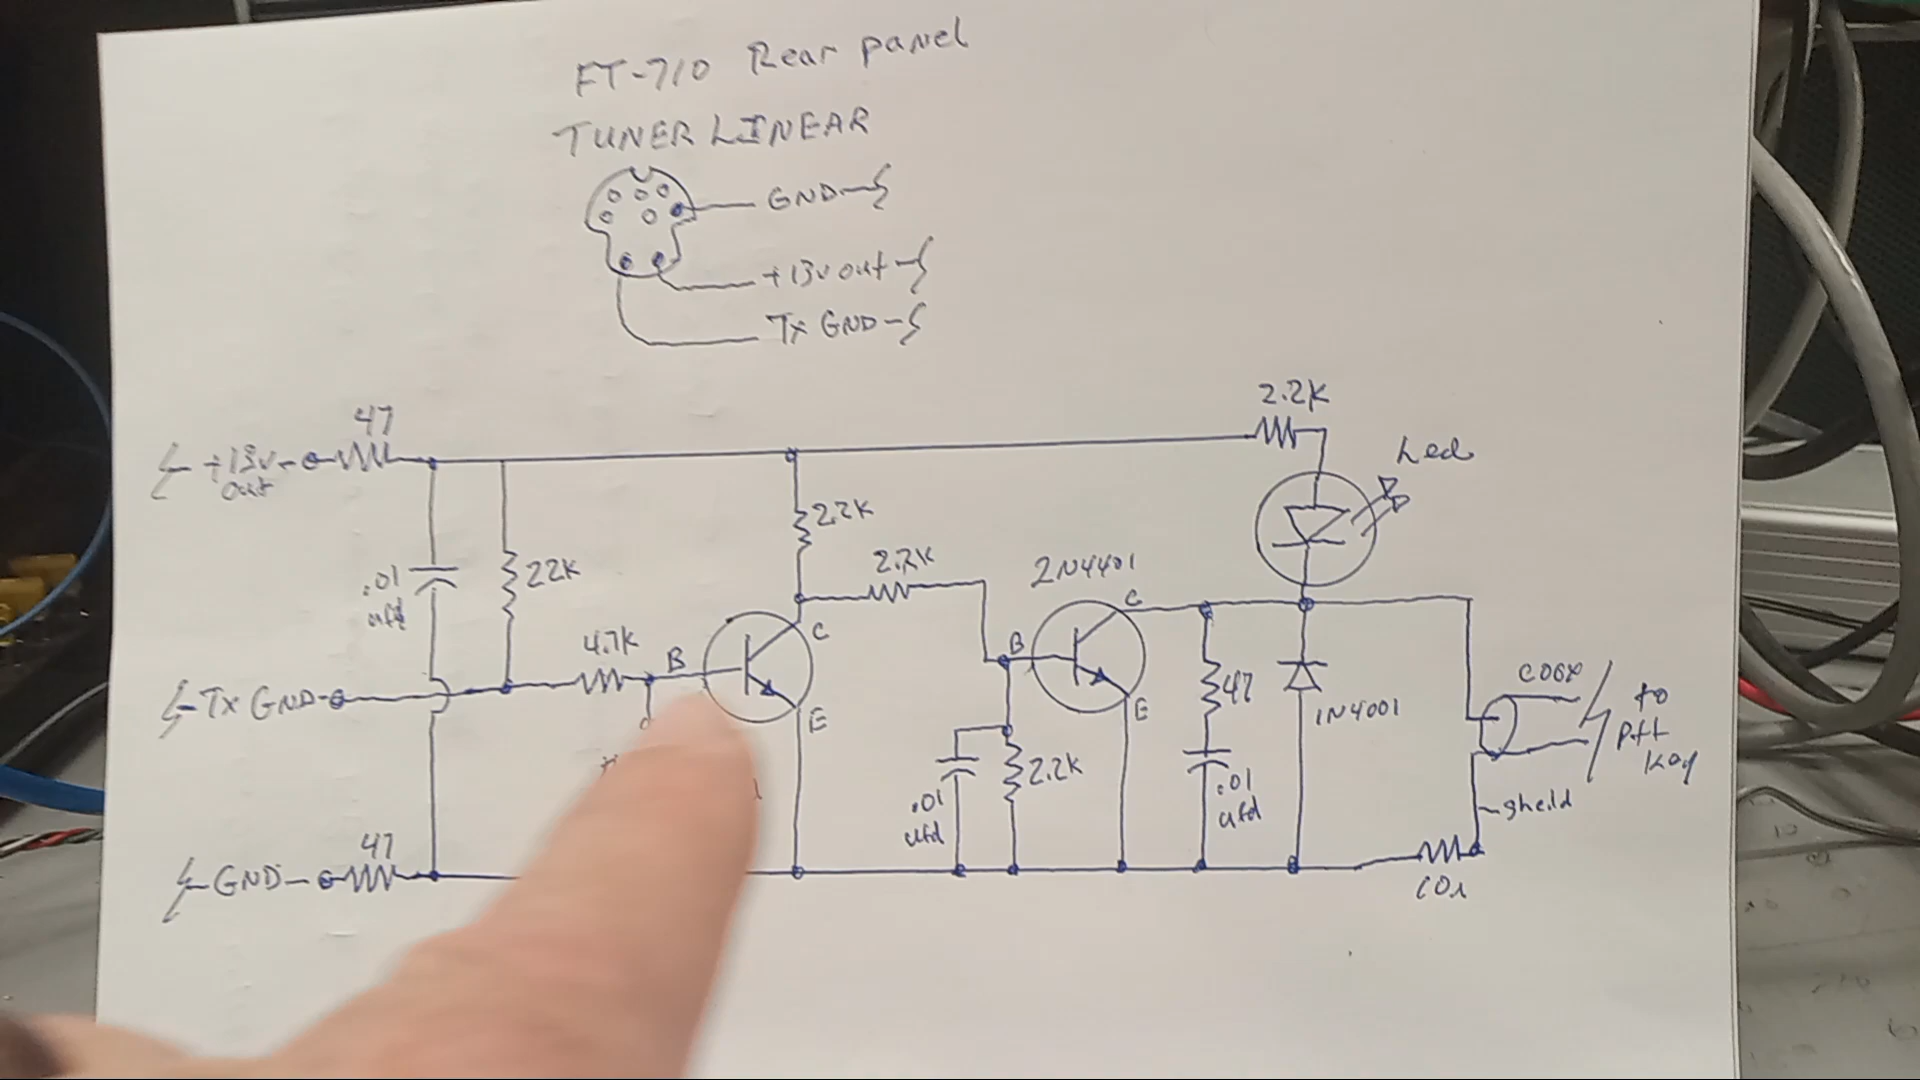 FT-710 Rear panel
TUNER LINEAR
GND
+13v out
Tx GND
2.2K
47
+13v
out
Led
2.2K
2.2K
2N4401
.01
ufd
22K
4.7K
B
C
B
C
E
E
Tx GND
47
1N4001
coax
to
ptt
key
.01
ufd
2.2K
.01
ufd
sheild
47
GND